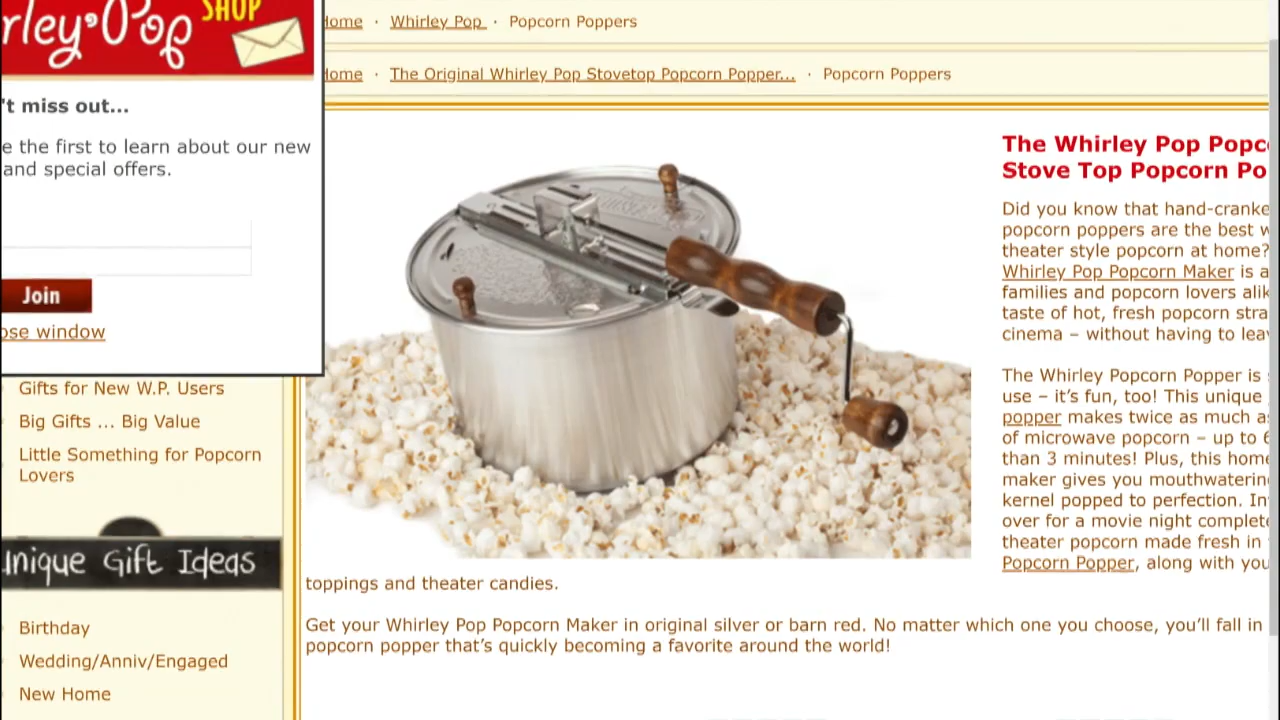 rley•Pop SHOP
't miss out...
e the first to learn about our new
and special offers.
Join
ose window
Gifts for New W.P. Users
Big Gifts ... Big Value
Little Something for Popcorn
Lovers
Unique Gift Ideas
Birthday
Wedding/Anniv/Engaged
New Home
Home · Whirley Pop · Popcorn Poppers
Home · The Original Whirley Pop Stovetop Popcorn Popper... · Popcorn Poppers
The Whirley Pop Popc
Stove Top Popcorn Po
Did you know that hand-cranke
popcorn poppers are the best w
theater style popcorn at home?
Whirley Pop Popcorn Maker is a
families and popcorn lovers alik
taste of hot, fresh popcorn stra
cinema – without having to leav
The Whirley Popcorn Popper is
use – it's fun, too! This unique
popper makes twice as much as
of microwave popcorn – up to 6
than 3 minutes! Plus, this home
maker gives you mouthwatering
kernel popped to perfection. In
over for a movie night complete
theater popcorn made fresh in
Popcorn Popper, along with you
toppings and theater candies.
Get your Whirley Pop Popcorn Maker in original silver or barn red. No matter which one you choose, you'll fall in
popcorn popper that's quickly becoming a favorite around the world!